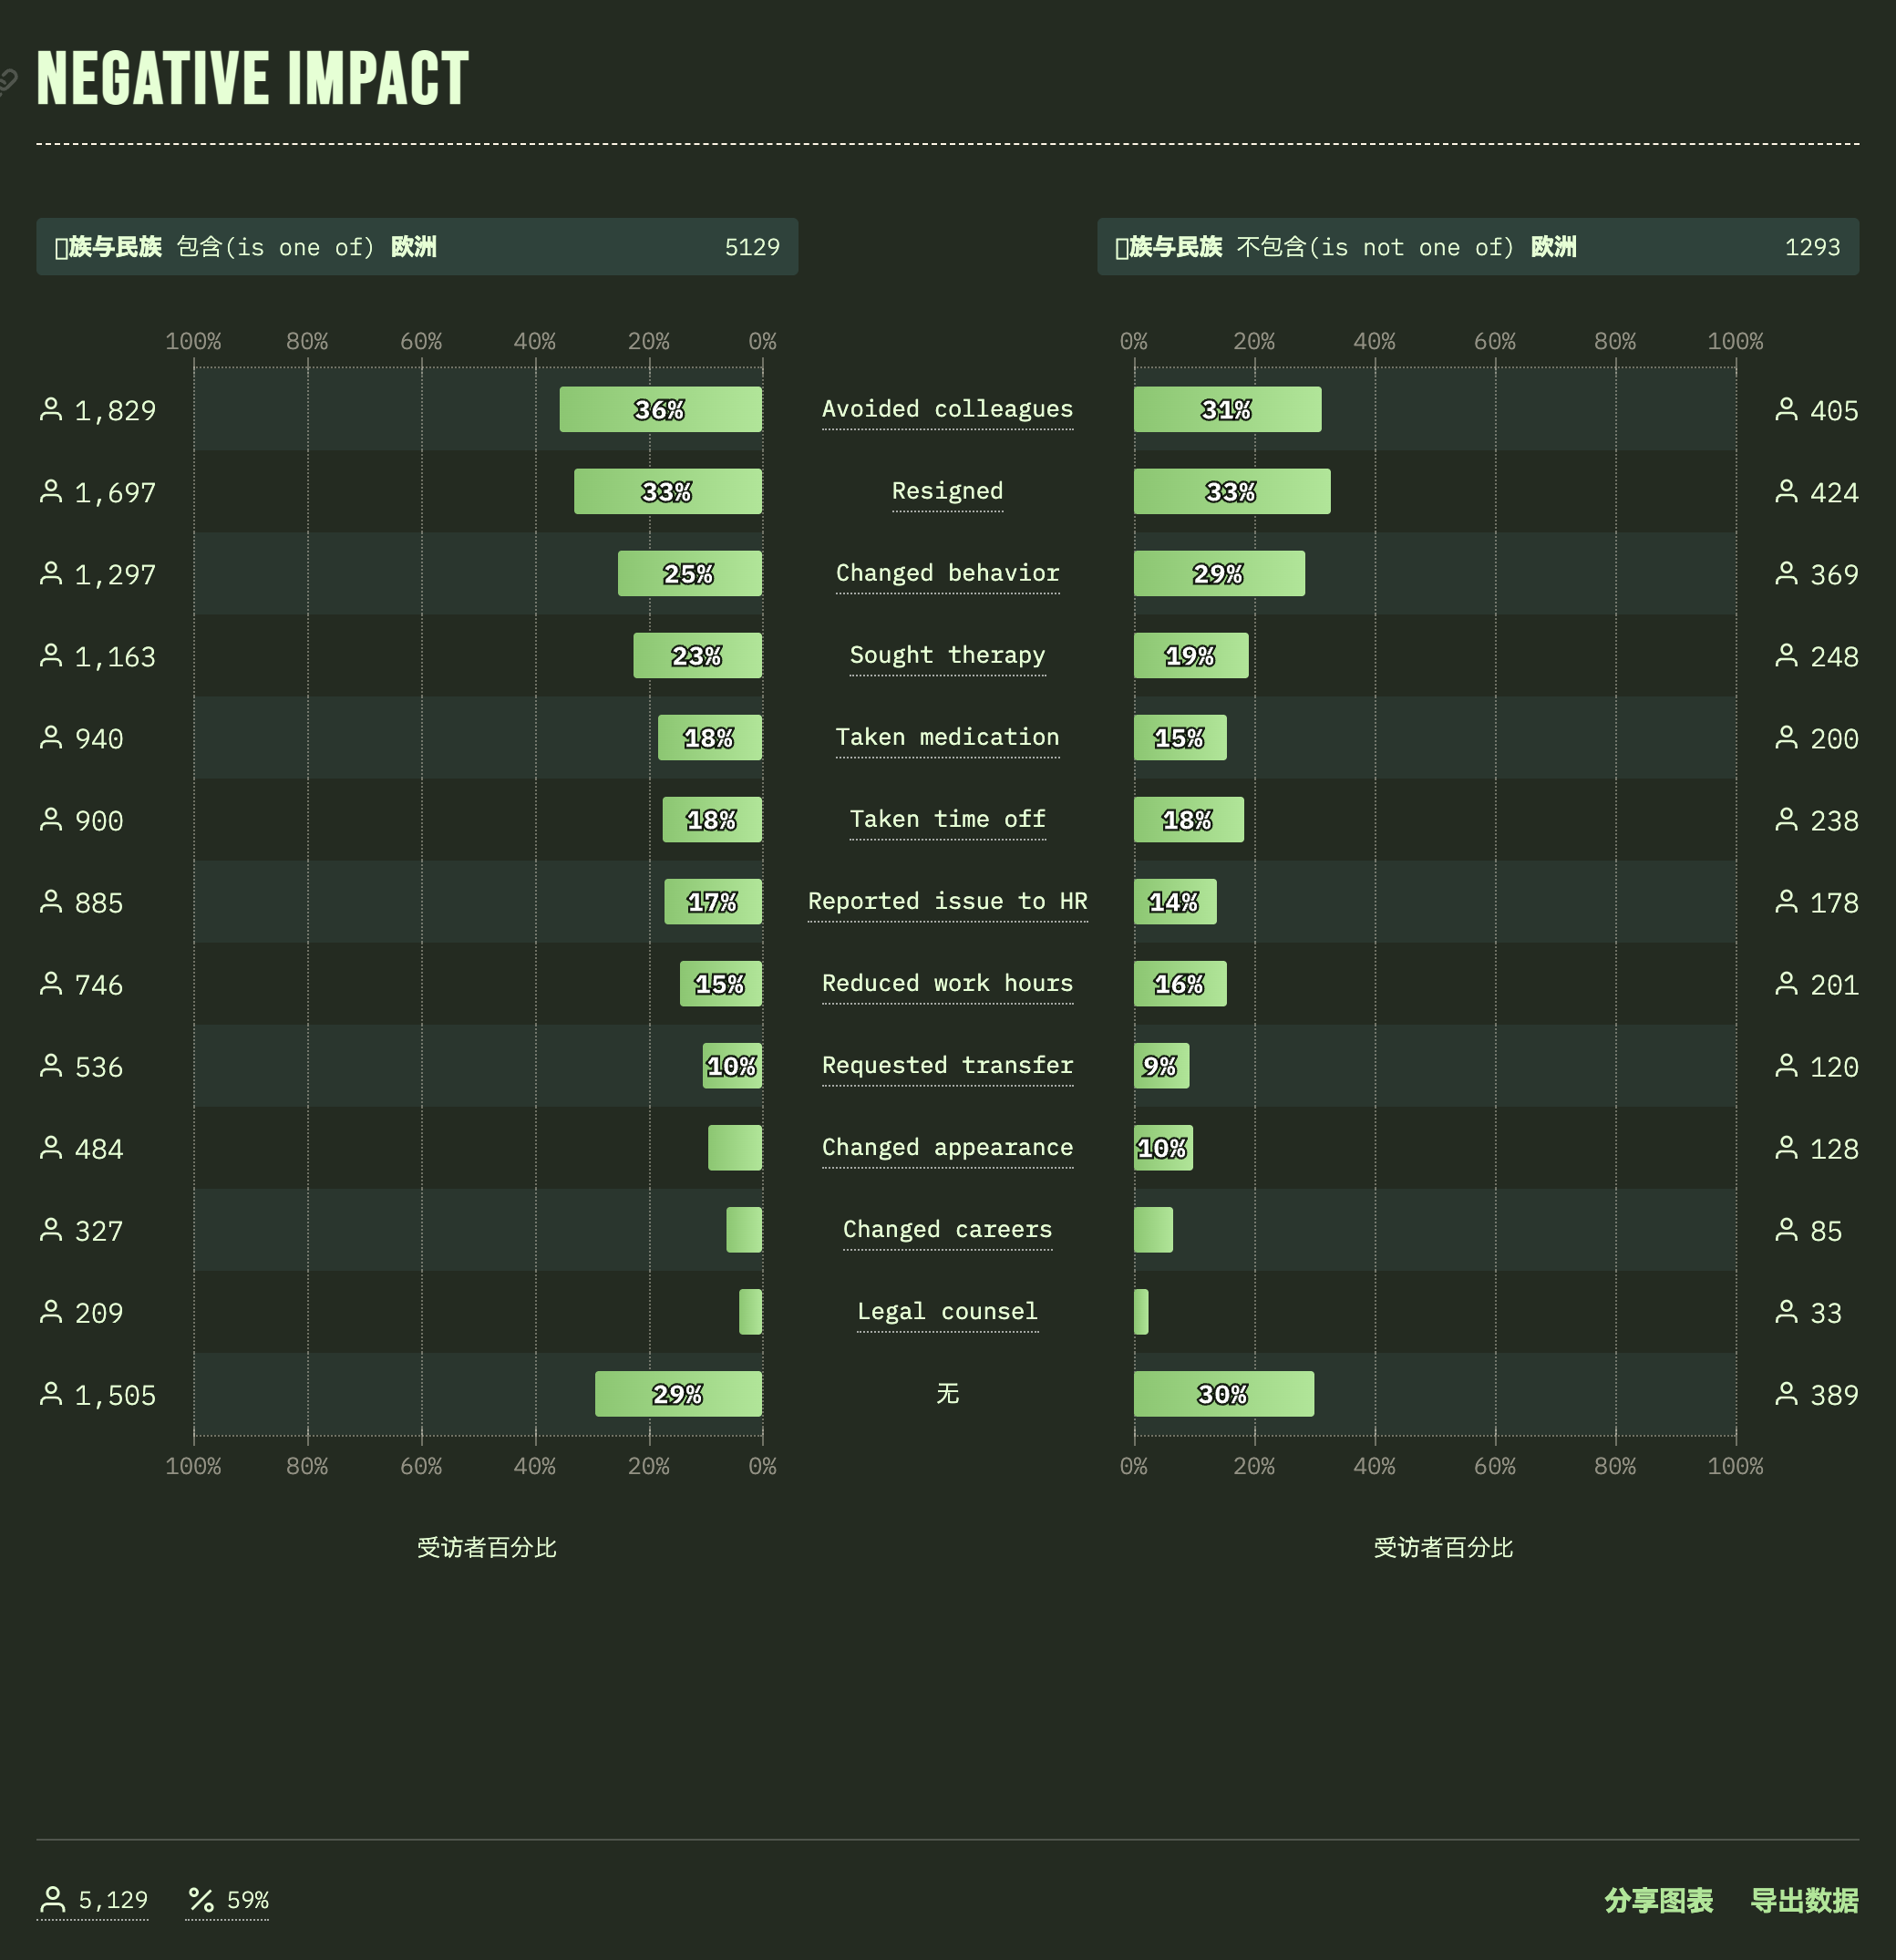 NEGATIVE IMPACT
族与民族 包含(is one of) 欧洲 5129
族与民族 不包含(is not one of) 欧洲 1293
100% 80% 60% 40% 20% 0%
0% 20% 40% 60% 80% 100%
1,829 36% Avoided colleagues 31% 405
1,697 33% Resigned 33% 424
1,297 25% Changed behavior 29% 369
1,163 23% Sought therapy 19% 248
940 18% Taken medication 15% 200
900 18% Taken time off 18% 238
885 17% Reported issue to HR 14% 178
746 15% Reduced work hours 16% 201
536 10% Requested transfer 9% 120
484 Changed appearance 10% 128
327 Changed careers 85
209 Legal counsel 33
1,505 29% 无 30% 389
100% 80% 60% 40% 20% 0%
0% 20% 40% 60% 80% 100%
受访者百分比
受访者百分比
5,129 % 59%
分享图表 导出数据